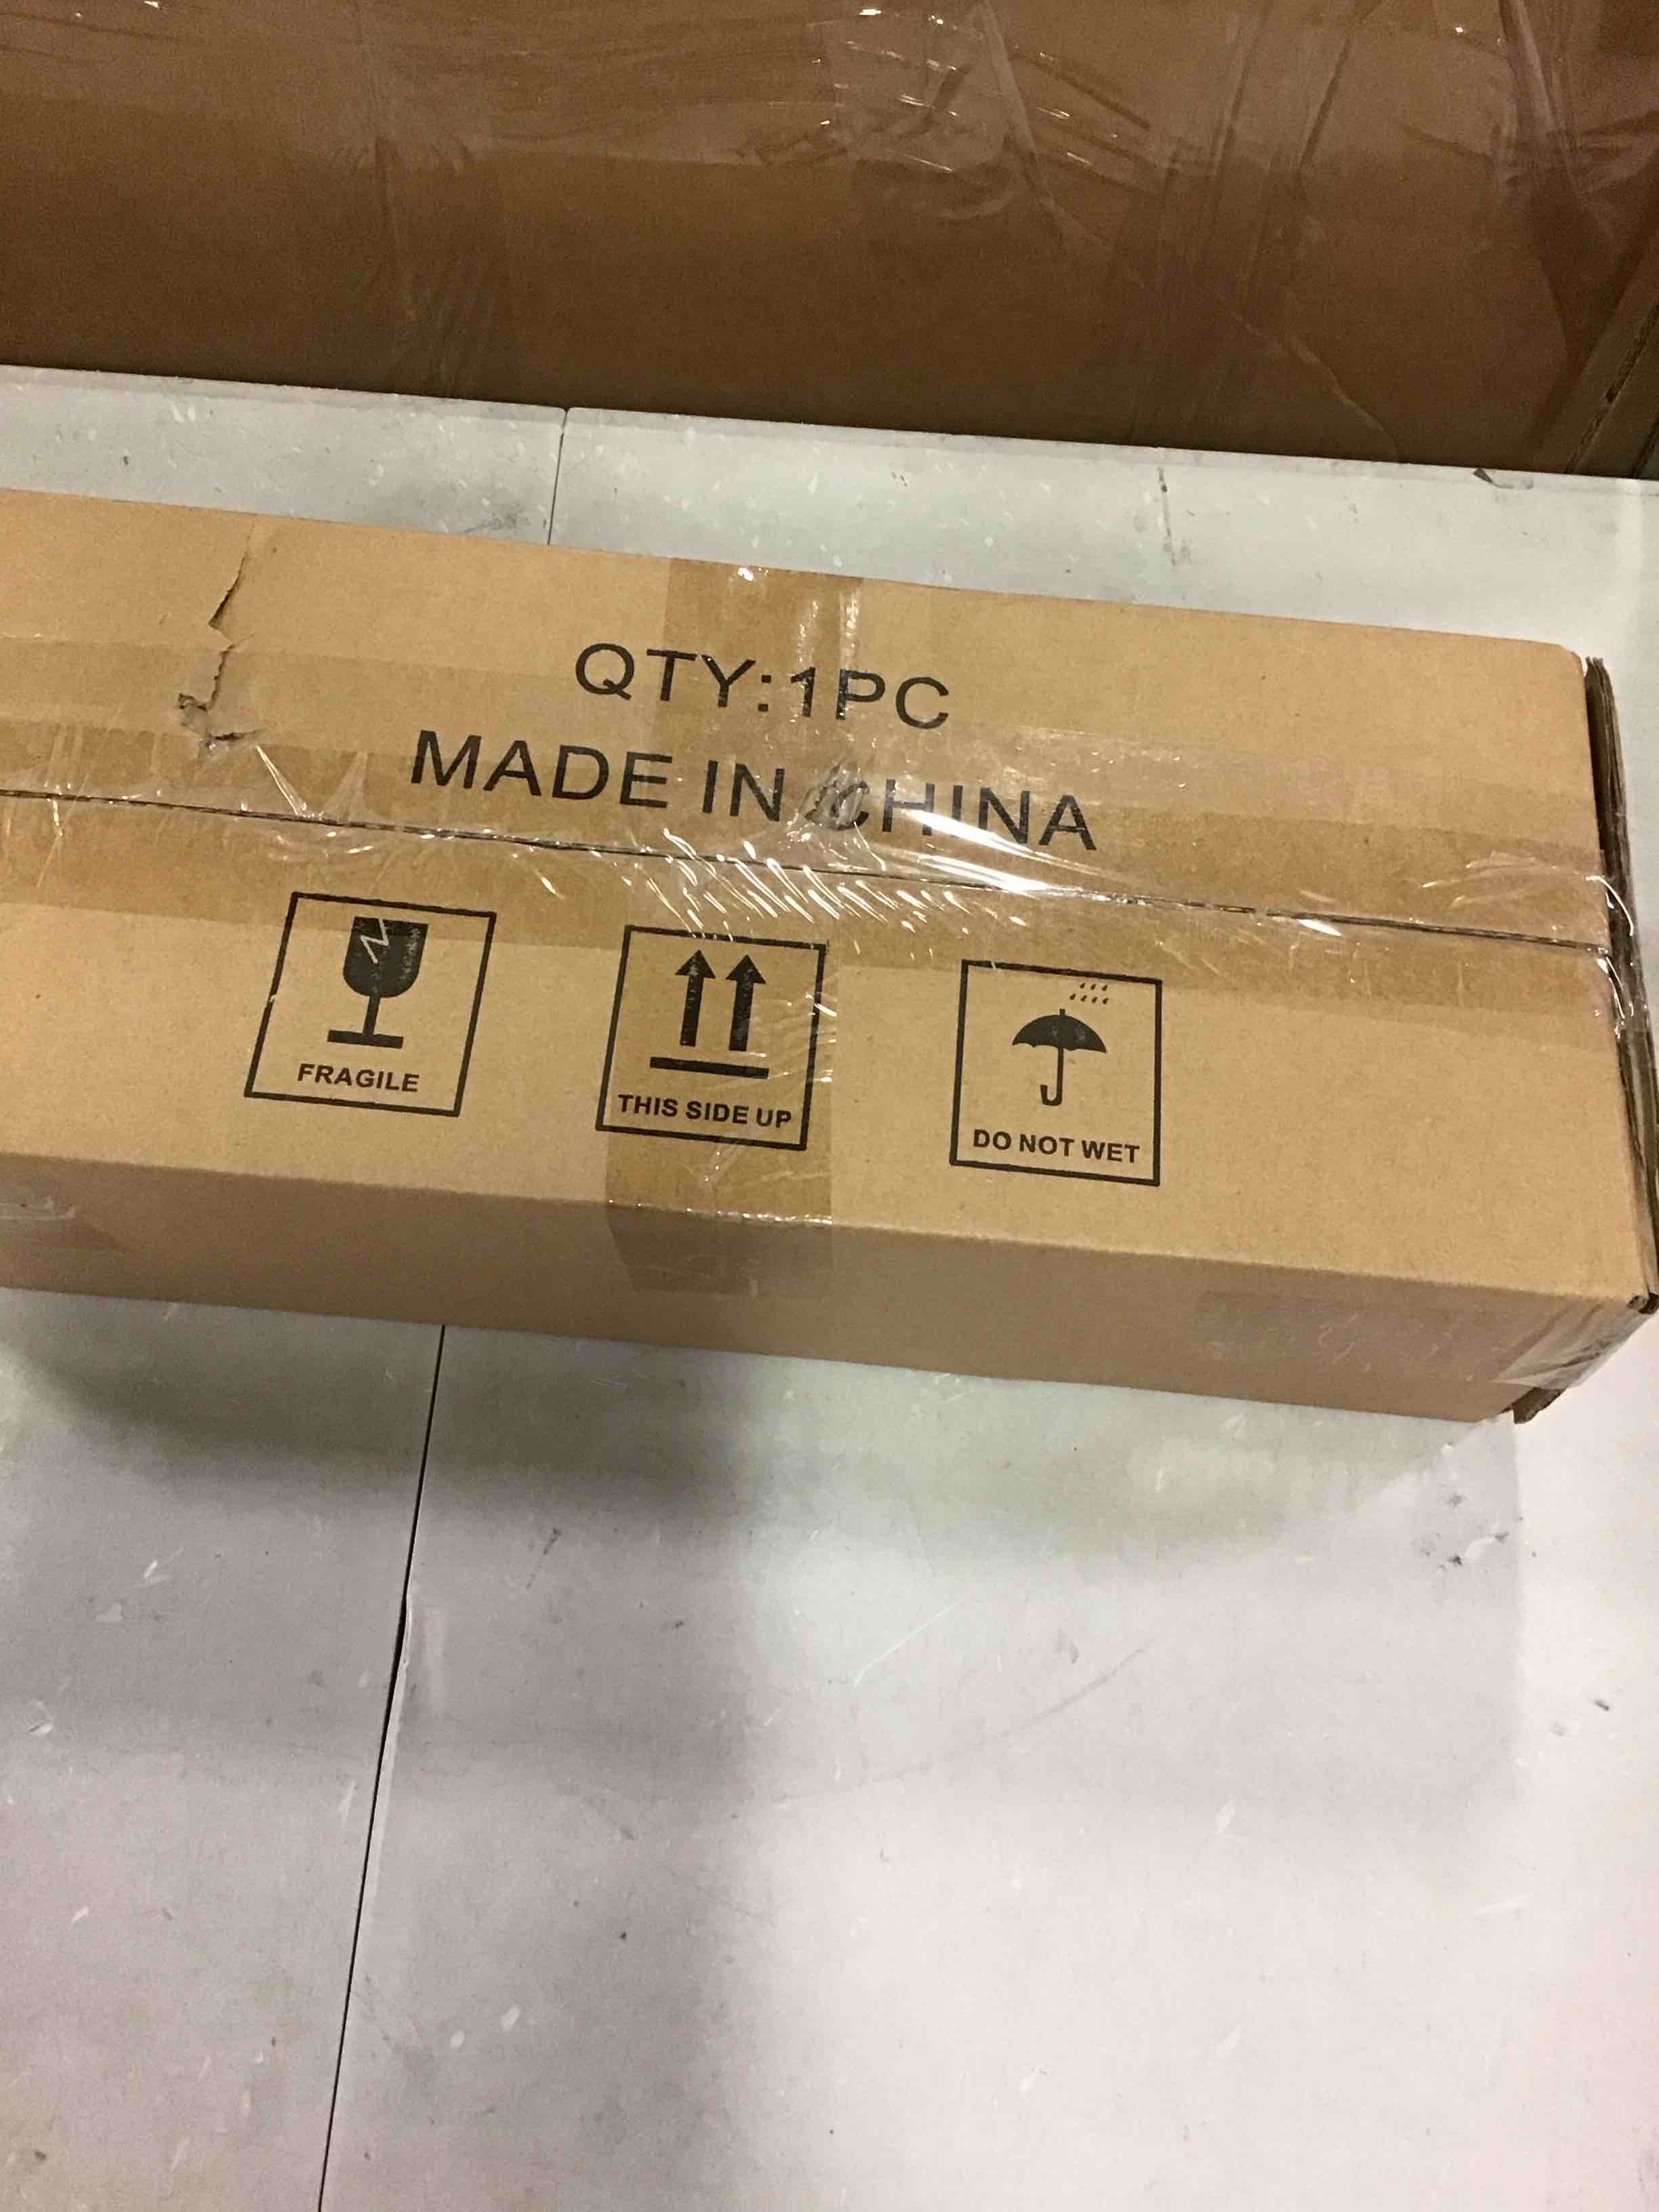 QTY:1PC
MADE IN CHINA
FRAGILE
THIS SIDE UP
DO NOT WET